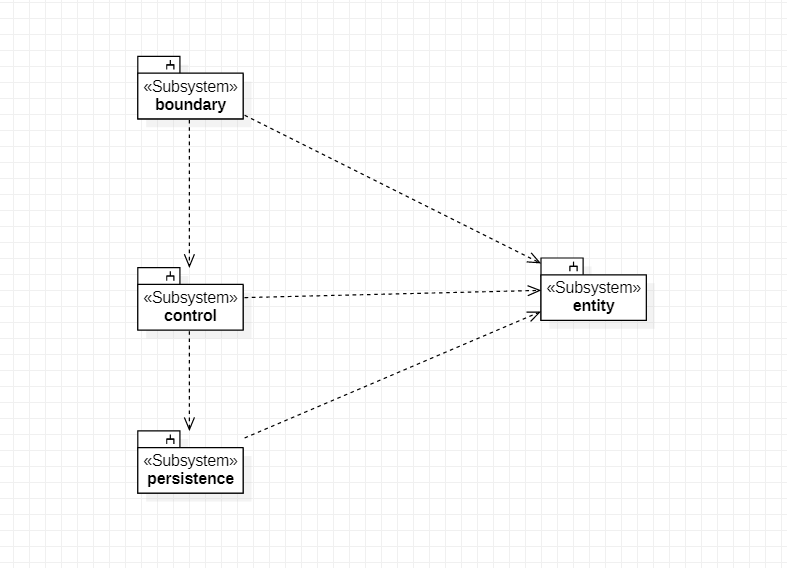 «Subsystem»
boundary
«Subsystem»
control
«Subsystem»
entity
«Subsystem»
persistence